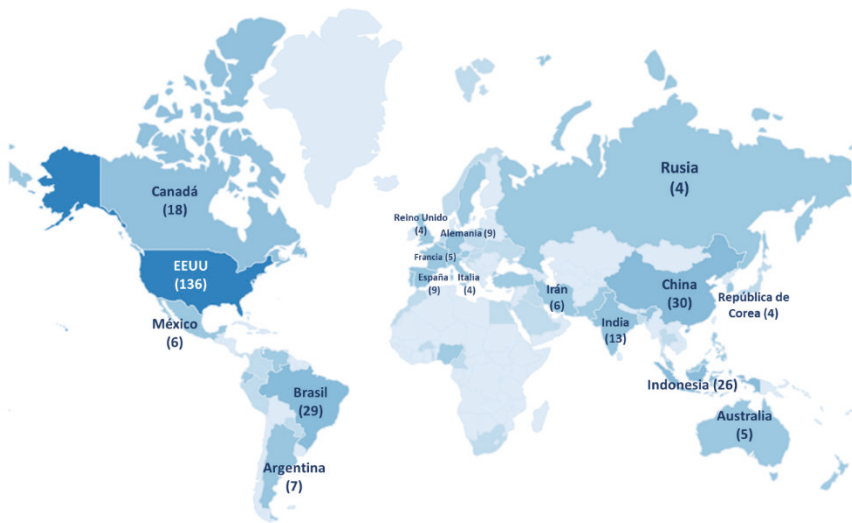 Canadá
(18)
EEUU
(136)
México
(6)
Brasil
(29)
Argentina
(7)
Reino Unido
(4)
Alemania (9)
Francia (5)
España
(9)
Italia
(4)
Rusia
(4)
Irán
(6)
China
(30)
India
(13)
República de
Corea (4)
Indonesia (26)
Australia
(5)